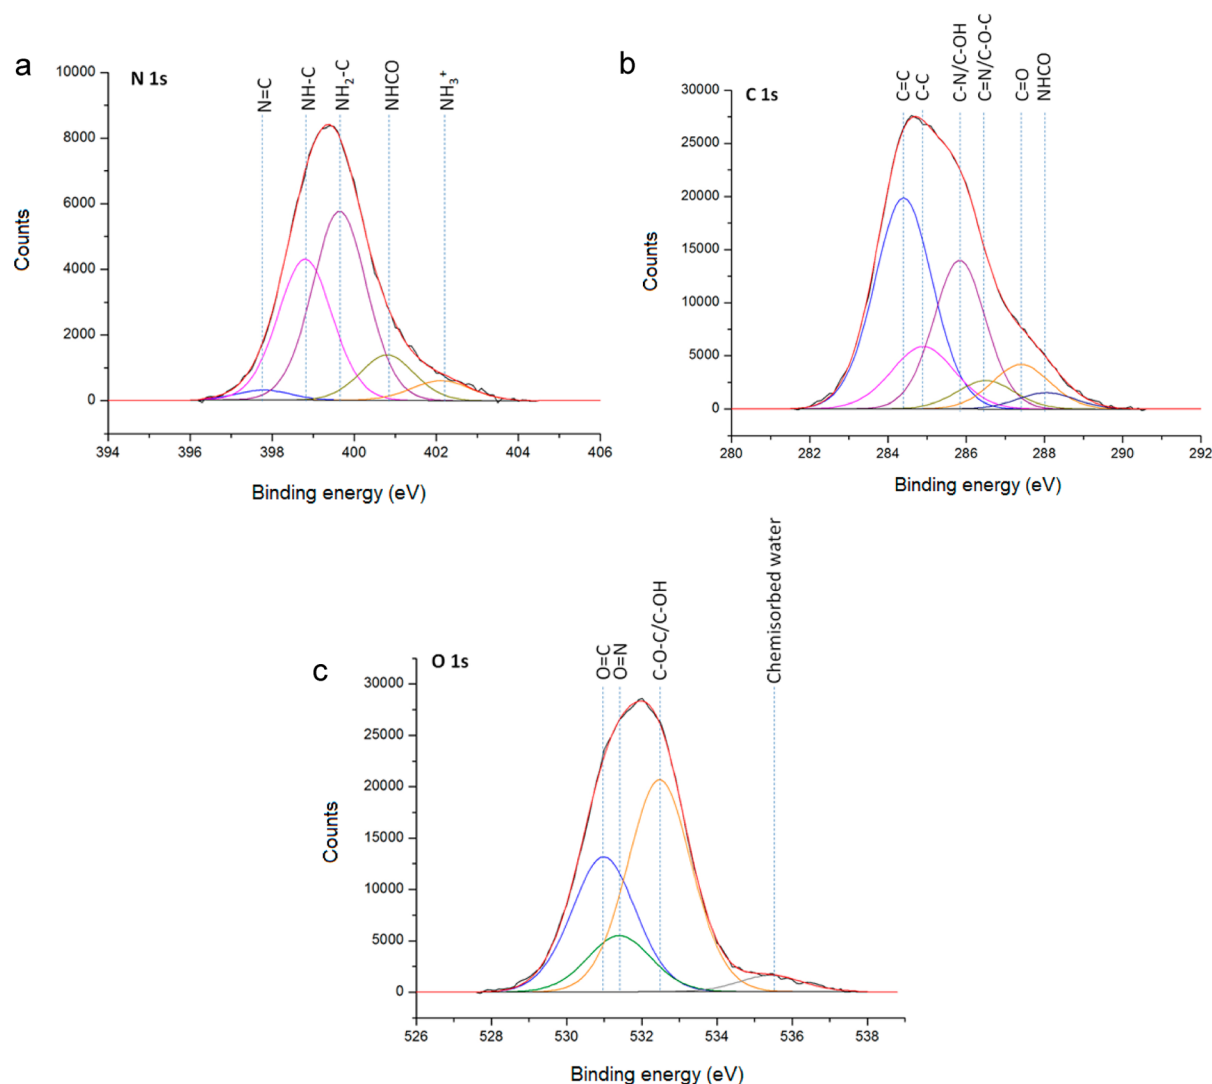 a
N 1s
N=C
NH-C
NH₂-C
NHCO
NH₃⁺
10000
8000
6000
4000
2000
0
Counts
394 396 398 400 402 404 406
Binding energy (eV)
b
C 1s
C=C
C-C
C-N/C-OH
C=N/C-O-C
C=O
NHCO
30000
25000
20000
15000
10000
5000
0
Counts
280 282 284 286 288 290 292
Binding energy (eV)
c
O 1s
O=C
O=N
C-O-C/C-OH
Chemisorbed water
30000
25000
20000
15000
10000
5000
0
Counts
526 528 530 532 534 536 538
Binding energy (eV)